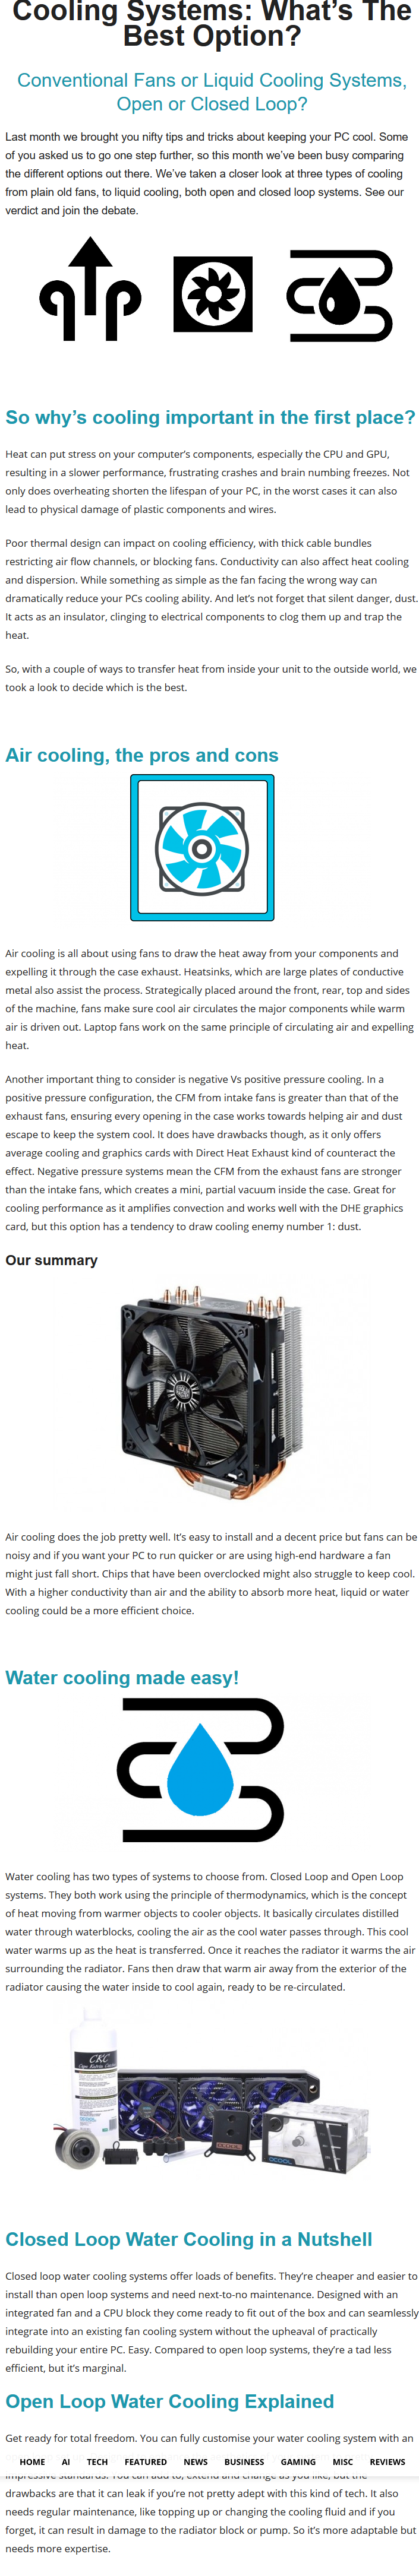 Cooling Systems: What's The
Best Option?
Conventional Fans or Liquid Cooling Systems,
Open or Closed Loop?
Last month we brought you nifty tips and tricks about keeping your PC cool. Some
of you asked us to go one step further, so this month we've been busy comparing
the different options out there. We've taken a closer look at three types of cooling
from plain old fans, to liquid cooling, both open and closed loop systems. See our
verdict and join the debate.
So why's cooling important in the first place?
Heat can put stress on your computer's components, especially the CPU and GPU,
resulting in a slower performance, frustrating crashes and brain numbing freezes. Not
only does overheating shorten the lifespan of your PC, in the worst cases it can also
lead to physical damage of plastic components and wires.
Poor thermal design can impact on cooling efficiency, with thick cable bundles
restricting air flow channels, or blocking fans. Conductivity can also affect heat cooling
and dispersion. While something as simple as the fan facing the wrong way can
dramatically reduce your PCs cooling ability. And let's not forget that silent danger, dust.
It acts as an insulator, clinging to electrical components to clog them up and trap the
heat.
So, with a couple of ways to transfer heat from inside your unit to the outside world, we
took a look to decide which is the best.
Air cooling, the pros and cons
Air cooling is all about using fans to draw the heat away from your components and
expelling it through the case exhaust. Heatsinks, which are large plates of conductive
metal also assist the process. Strategically placed around the front, rear, top and sides
of the machine, fans make sure cool air circulates the major components while warm
air is driven out. Laptop fans work on the same principle of circulating air and expelling
heat.
Another important thing to consider is negative Vs positive pressure cooling. In a
positive pressure configuration, the CFM from intake fans is greater than that of the
exhaust fans, ensuring every opening in the case works towards helping air and dust
escape to keep the system cool. It does have drawbacks though, as it only offers
average cooling and graphics cards with Direct Heat Exhaust kind of counteract the
effect. Negative pressure systems mean the CFM from the exhaust fans are stronger
than the intake fans, which creates a mini, partial vacuum inside the case. Great for
cooling performance as it amplifies convection and works well with the DHE graphics
card, but this option has a tendency to draw cooling enemy number 1: dust.
Our summary
Air cooling does the job pretty well. It's easy to install and a decent price but fans can be
noisy and if you want your PC to run quicker or are using high-end hardware a fan
might just fall short. Chips that have been overclocked might also struggle to keep cool.
With a higher conductivity than air and the ability to absorb more heat, liquid or water
cooling could be a more efficient choice.
Water cooling made easy!
Water cooling has two types of systems to choose from. Closed Loop and Open Loop
systems. They both work using the principle of thermodynamics, which is the concept
of heat moving from warmer objects to cooler objects. It basically circulates distilled
water through waterblocks, cooling the air as the cool water passes through. This cool
water warms up as the heat is transferred. Once it reaches the radiator it warms the air
surrounding the radiator. Fans then draw that warm air away from the exterior of the
radiator causing the water inside to cool again, ready to be re-circulated.
CKC
Closed Loop Water Cooling in a Nutshell
Closed loop water cooling systems offer loads of benefits. They're cheaper and easier to
install than open loop systems and need next-to-no maintenance. Designed with an
integrated fan and a CPU block they come ready to fit out of the box and can seamlessly
integrate into an existing fan cooling system without the upheaval of practically
rebuilding your entire PC. Easy. Compared to open loop systems, they're a tad less
efficient, but it's marginal.
Open Loop Water Cooling Explained
Get ready for total freedom. You can fully customise your water cooling system with an
HOME AI TECH FEATURED NEWS BUSINESS GAMING MISC REVIEWS
impressive standards. You can add to, extend and change as you like, but the
drawbacks are that it can leak if you're not pretty adept with this kind of tech. It also
needs regular maintenance, like topping up or changing the cooling fluid and if you
forget, it can result in damage to the radiator block or pump. So it's more adaptable but
needs more expertise.